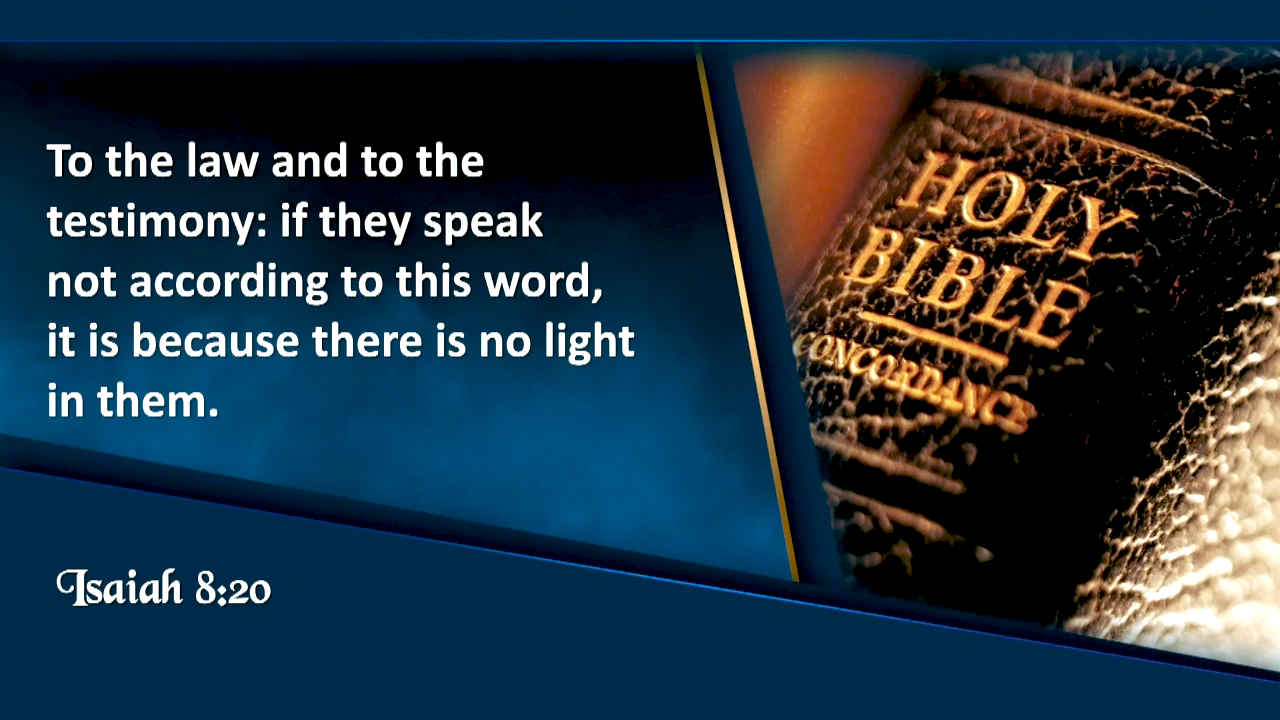 To the law and to the
testimony: if they speak
not according to this word,
it is because there is no light
in them.
Isaiah 8:20
HOLY
BIBLE
CONCORDANCE